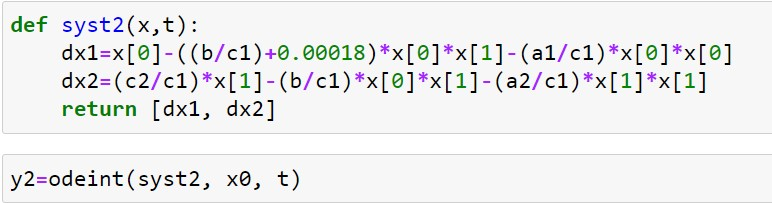 def syst2(x,t):
    dx1=x[0]-((b/c1)+0.00018)*x[0]*x[1]-(a1/c1)*x[0]*x[0]
    dx2=(c2/c1)*x[1]-(b/c1)*x[0]*x[1]-(a2/c1)*x[1]*x[1]
    return [dx1, dx2]
y2=odeint(syst2, x0, t)